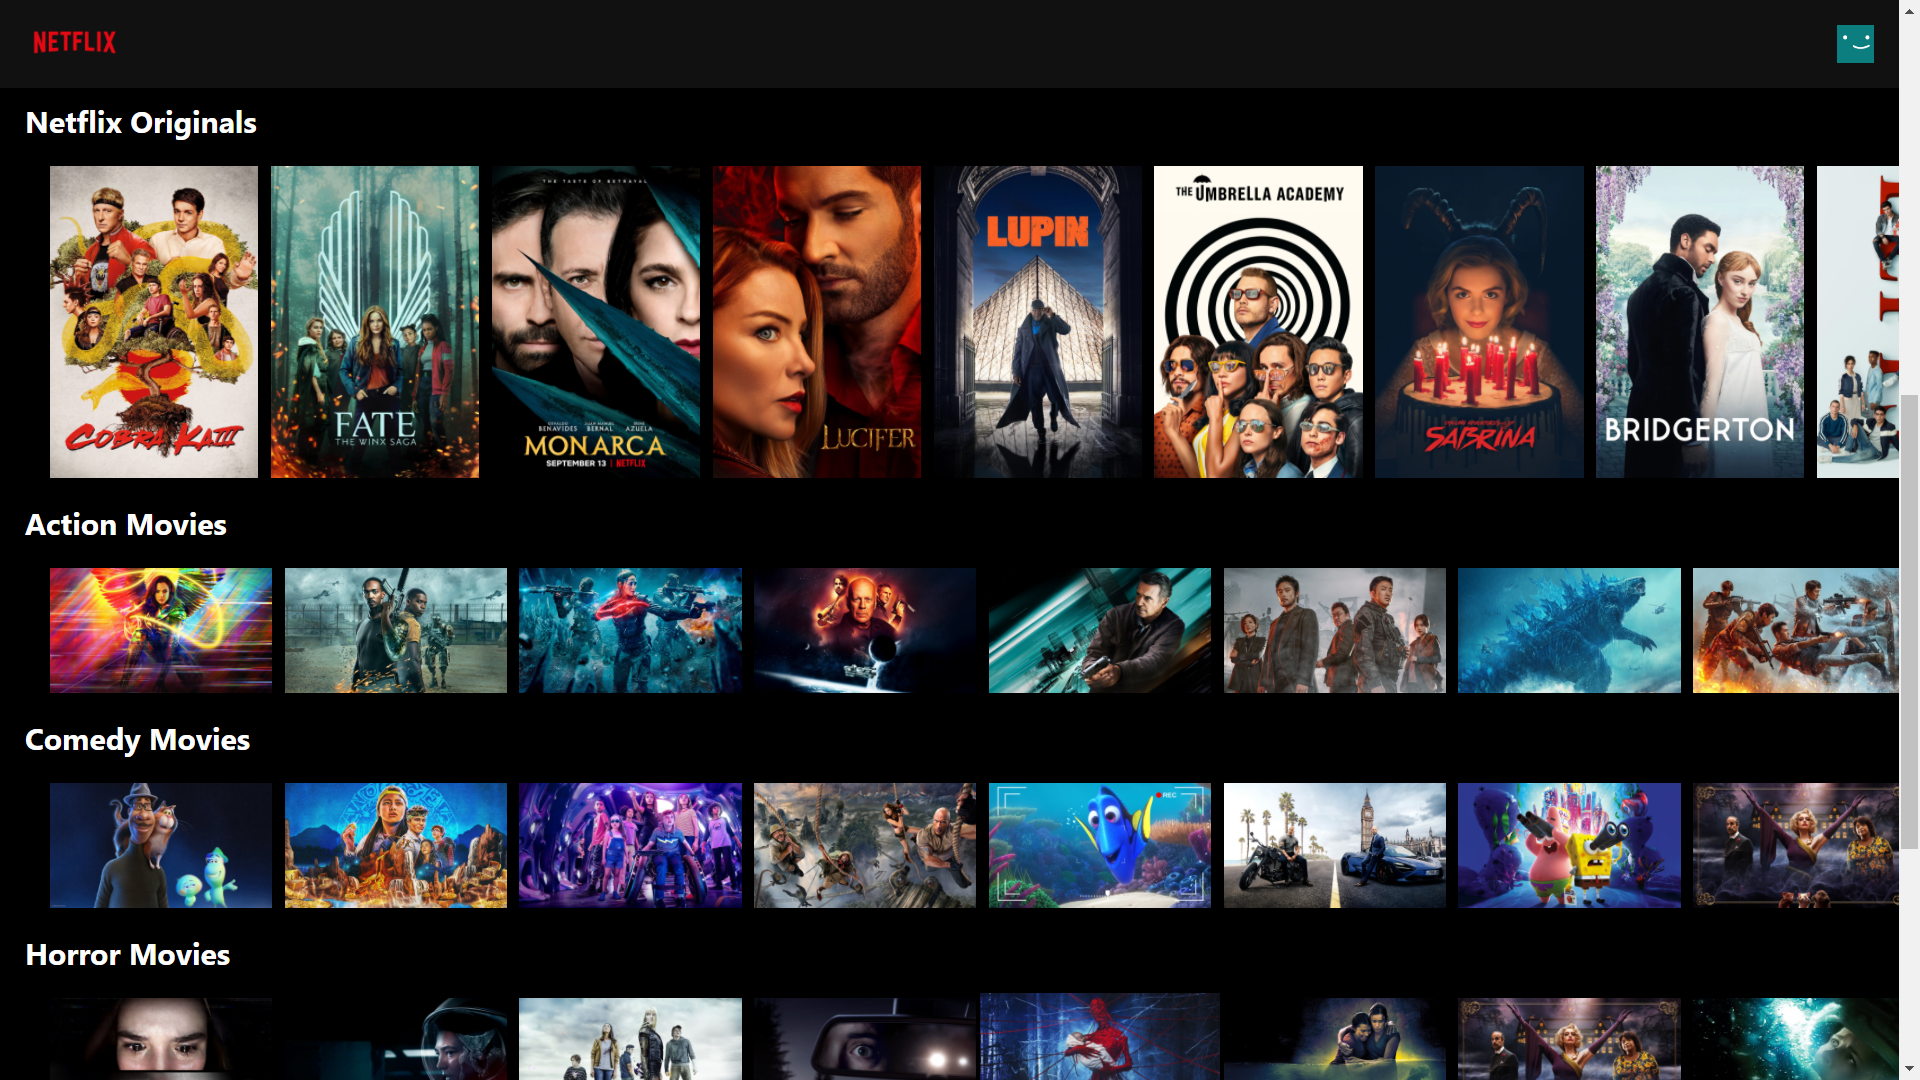 NETFLIX
Netflix Originals
COBRA KAI
FATE
THE WINX SAGA
THE TASTE OF BETRAYAL
OSVALDO BENAVIDES
JUAN MANUEL BERNAL
IRENE AZUELA
MONARCA
SEPTEMBER 13 | NETFLIX
LUCIFER
LUPIN
THE UMBRELLA ACADEMY
SABRINA
BRIDGERTON
Action Movies
Comedy Movies
REC
Horror Movies